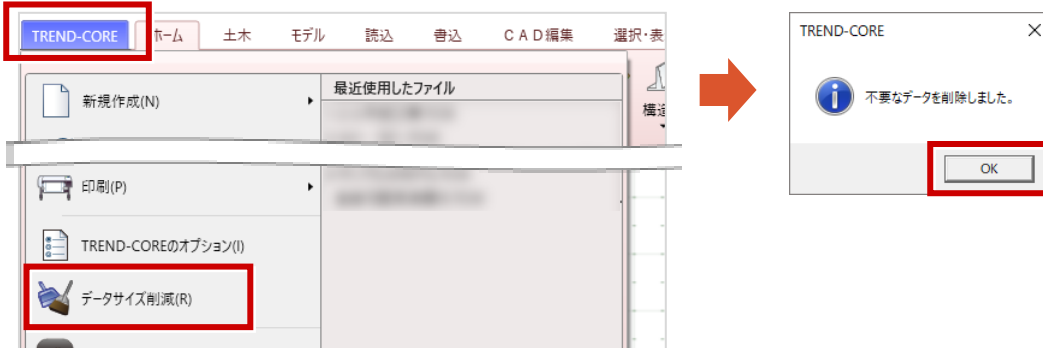 TREND-CORE ホーム 土木 モデル 読込 書込 CAD編集 選択・表
新規作成(N)
最近使用したファイル
構造
印刷(P)
TREND-COREのオプション(I)
データサイズ削減(R)
TREND-CORE
不要なデータを削除しました。
OK